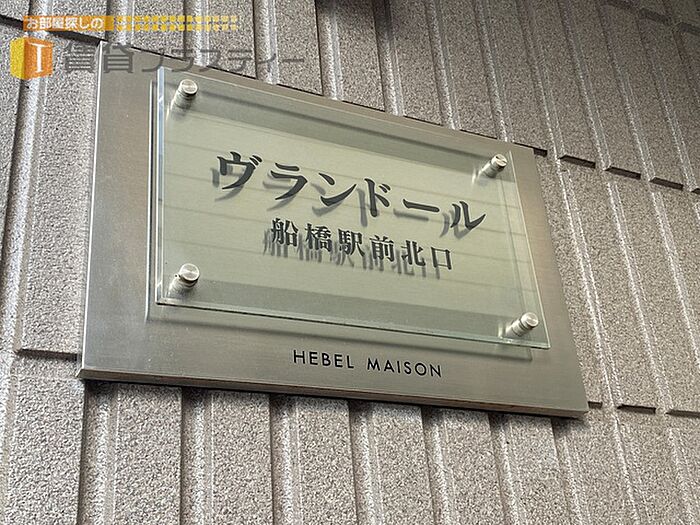 お部屋探しの
賃貸プラスティー
ヴランドール
船橋駅前北口
HEBEL MAISON